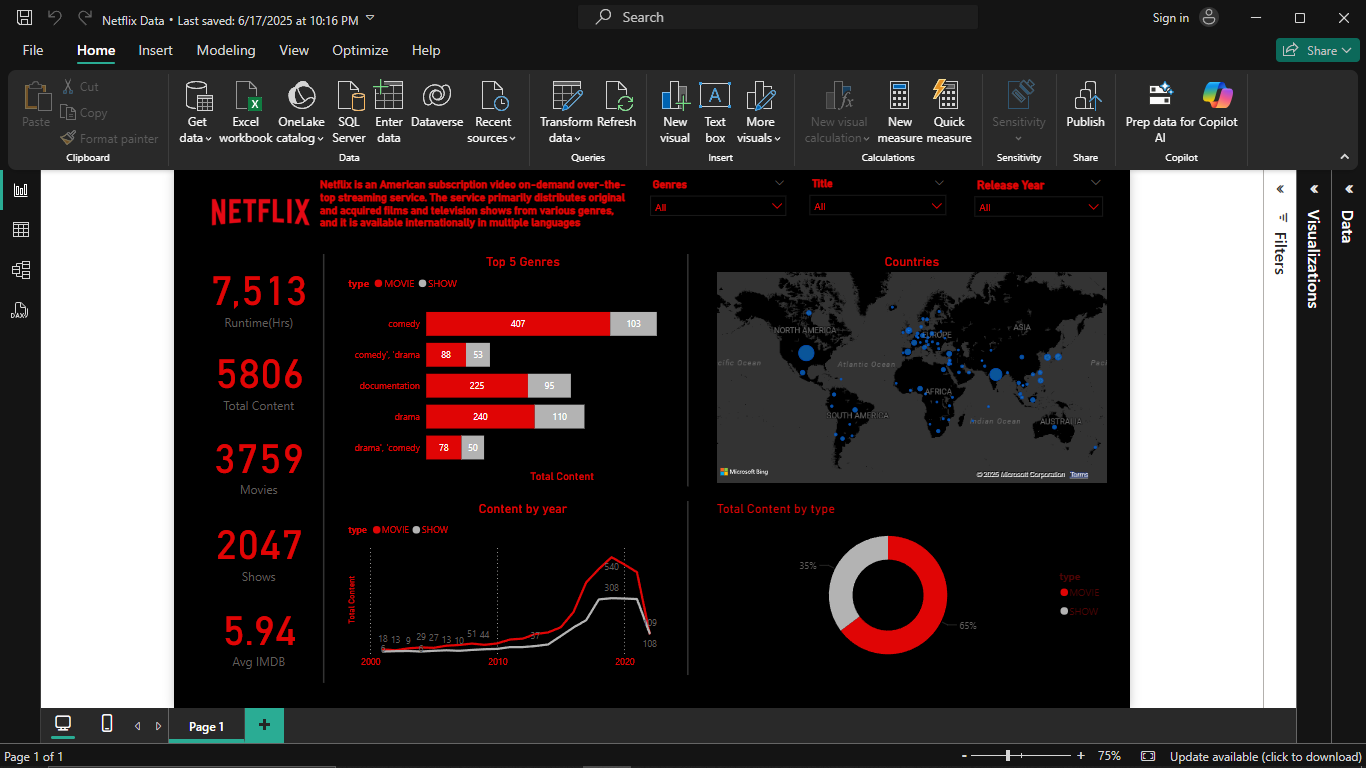 Netflix Data • Last saved: 6/17/2025 at 10:16 PM
Search
Sign in
File
Home
Insert
Modeling
View
Optimize
Help
Share
Paste
Cut
Copy
Format painter
Clipboard
Get data
Excel workbook
OneLake catalog
SQL Server
Enter data
Dataverse
Recent sources
Data
Transform data
Refresh
Queries
New visual
Text box
More visuals
Insert
New visual calculation
New measure
Quick measure
Calculations
Sensitivity
Sensitivity
Publish
Share
Prep data for AI
Copilot
Copilot
NETFLIX
Netflix is an American subscription video on-demand over-the-
top streaming service. The service primarily distributes original
and acquired films and television shows from various genres,
and it is available internationally in multiple languages
Genres
All
Title
All
Release Year
All
7,513
Runtime(Hrs)
5806
Total Content
3759
Movies
2047
Shows
5.94
Avg IMDB
Top 5 Genres
type MOVIE SHOW
comedy 407 103
comedy', 'drama 88 53
documentation 225 95
drama 240 110
drama', 'comedy 78 50
Total Content
Countries
NORTH AMERICA
EUROPE
ASIA
cific Ocean
Atlantic Ocean
Pac
AFRICA
SOUTH AMERICA
Indian Ocean
AUSTRALIA
Microsoft Bing
© 2025 Microsoft Corporation Terms
Content by year
type MOVIE SHOW
Total Content
540
308
18 13 9 29 27 13 10 51 44 37
6 6
109
108
2000 2010 2020
Total Content by type
35%
65%
type
MOVIE
SHOW
Filters
Visualizations
Data
DAX
Page 1
Page 1 of 1
75%
Update available (click to download)